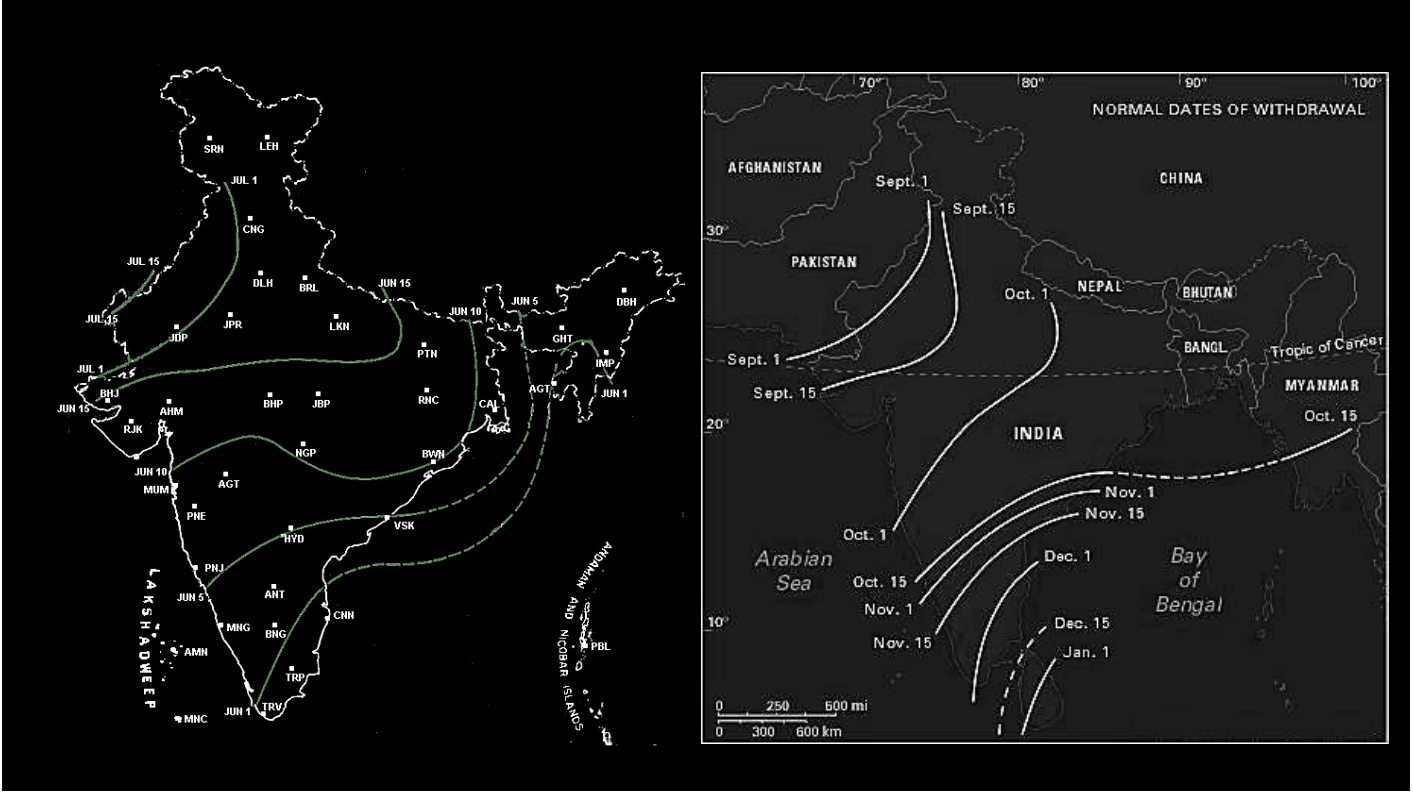 SRN
LEH
JUL 1
CNG
JUL 15
DLH
BRL
JUN 15
JUN 5
DBH
JUL 15
JPR
LKN
JUN 10
GHT
JDP
PTN
IMP
JUL 1
BHJ
AGT
JUN 1
JUN 15
AHM
BHP
JBP
RNC
CAL
RJK
NGP
BWN
JUN 10
MUM
AGT
PNE
HYD
VSK
PNJ
JUN 5
ANT
CNN
MNG
BNG
AMN
TRP
PBL
JUN 1
TRV
MNC
LAKSHADWEEP
ANDAMAN AND NICOBAR ISLANDS
70°
80°
90°
100°
NORMAL DATES OF WITHDRAWAL
AFGHANISTAN
CHINA
Sept. 1
Sept. 15
30°
PAKISTAN
NEPAL
BHUTAN
Oct. 1
BANGL
Tropic of Cancer
Sept. 1
Sept. 15
MYANMAR
Oct. 15
20°
INDIA
Nov. 1
Nov. 15
Oct. 1
Arabian
Sea
Bay
of
Bengal
Dec. 1
Oct. 15
Nov. 1
Nov. 15
10°
Dec. 15
Jan. 1
0 250 600 mi
0 300 600 km